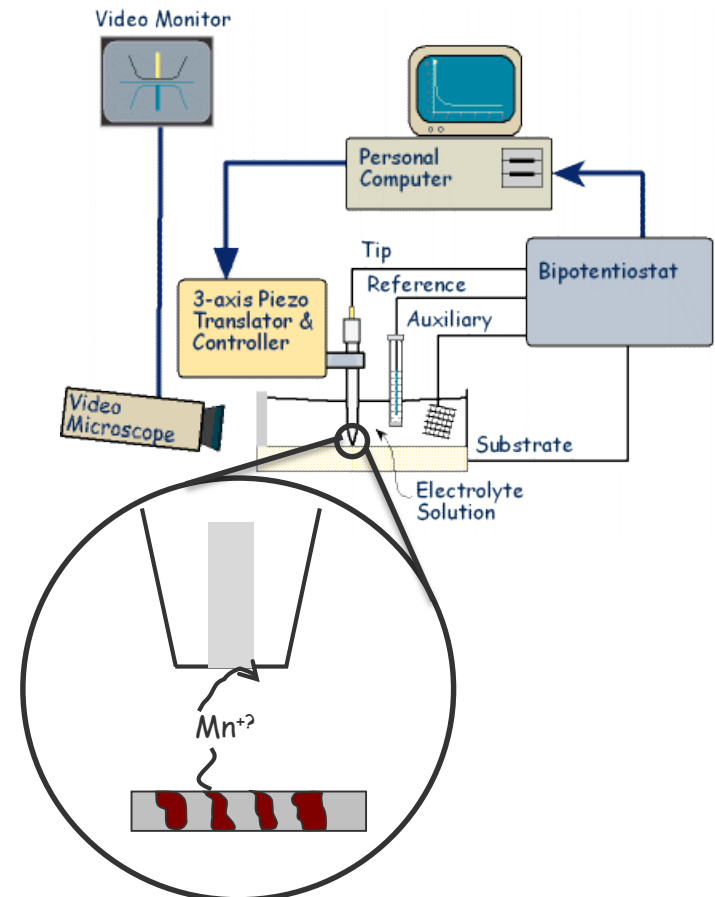 Video Monitor
Personal
Computer
Tip
Reference
Auxiliary
Bipotentiostat
3-axis Piezo
Translator &
Controller
Video
Microscope
Substrate
Electrolyte
Solution
Mn+?